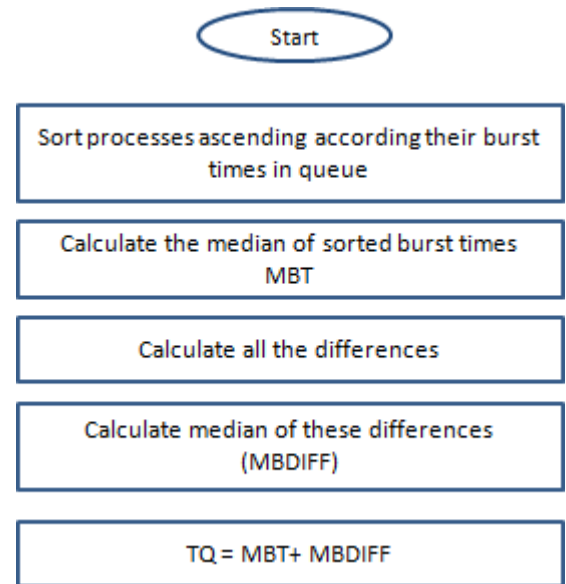 Start
Sort processes ascending according their burst
times in queue
Calculate the median of sorted burst times
MBT
Calculate all the differences
Calculate median of these differences
(MBDIFF)
TQ = MBT+ MBDIFF